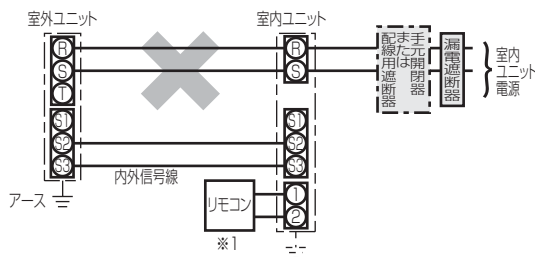 室外ユニット
室内ユニット
R
S
T
S1
S2
S3
R
S
S1
S2
S3
1
2
手元開閉器
または
配線用遮断器
漏電遮断器
室内
ユニット
電源
内外信号線
アース
リモコン
※1